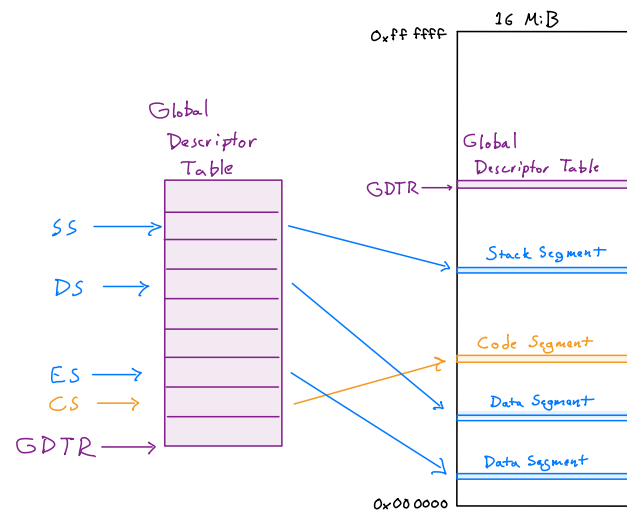 16 MiB
0xff ffff
Global
Descriptor
Table
Global
Descriptor Table
GDTR
SS
Stack Segment
DS
Code Segment
ES
CS
Data Segment
GDTR
Data Segment
0x00 0000